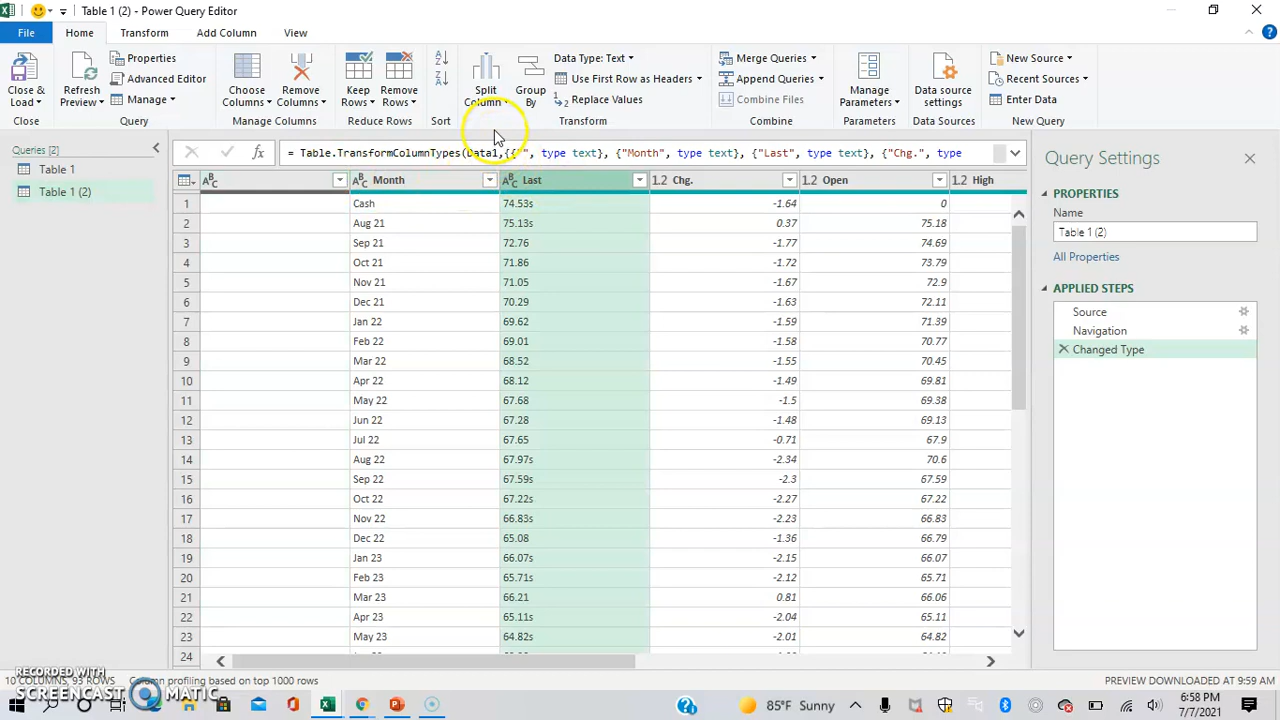 Table 1 (2) - Power Query Editor
File Home Transform Add Column View
Close & Load
Close
Refresh Preview
Properties
Advanced Editor
Manage
Query
Choose Columns
Remove Columns
Manage Columns
Keep Rows
Remove Rows
Reduce Rows
Sort
Split Column
Group By
Data Type: Text
Use First Row as Headers
Replace Values
Transform
Merge Queries
Append Queries
Combine Files
Combine
Manage Parameters
Parameters
Data source settings
Data Sources
New Source
Recent Sources
Enter Data
New Query
Queries [2]
Table 1
Table 1 (2)
= Table.TransformColumnTypes(Data1,{{"", type text}, {"Month", type text}, {"Last", type text}, {"Chg.", type
Month Last 1.2 Chg. 1.2 Open 1.2 High
1 Cash 74.53s -1.64 0
2 Aug 21 75.13s 0.37 75.18
3 Sep 21 72.76 -1.77 74.69
4 Oct 21 71.86 -1.72 73.79
5 Nov 21 71.05 -1.67 72.9
6 Dec 21 70.29 -1.63 72.11
7 Jan 22 69.62 -1.59 71.39
8 Feb 22 69.01 -1.58 70.77
9 Mar 22 68.52 -1.55 70.45
10 Apr 22 68.12 -1.49 69.81
11 May 22 67.68 -1.5 69.38
12 Jun 22 67.28 -1.48 69.13
13 Jul 22 67.65 -0.71 67.9
14 Aug 22 67.97s -2.34 70.6
15 Sep 22 67.59s -2.3 67.59
16 Oct 22 67.22s -2.27 67.22
17 Nov 22 66.83s -2.23 66.83
18 Dec 22 65.08 -1.36 66.79
19 Jan 23 66.07s -2.15 66.07
20 Feb 23 65.71s -2.12 65.71
21 Mar 23 66.21 0.81 66.06
22 Apr 23 65.11s -2.04 65.11
23 May 23 64.82s -2.01 64.82
24
Query Settings
PROPERTIES
Name
Table 1 (2)
All Properties
APPLIED STEPS
Source
Navigation
Changed Type
10 COLUMNS, 93 ROWS Column profiling based on top 1000 rows
PREVIEW DOWNLOADED AT 9:59 AM
RECORDED WITH
SCREENCAST MATIC
85°F Sunny
6:58 PM
7/7/2021